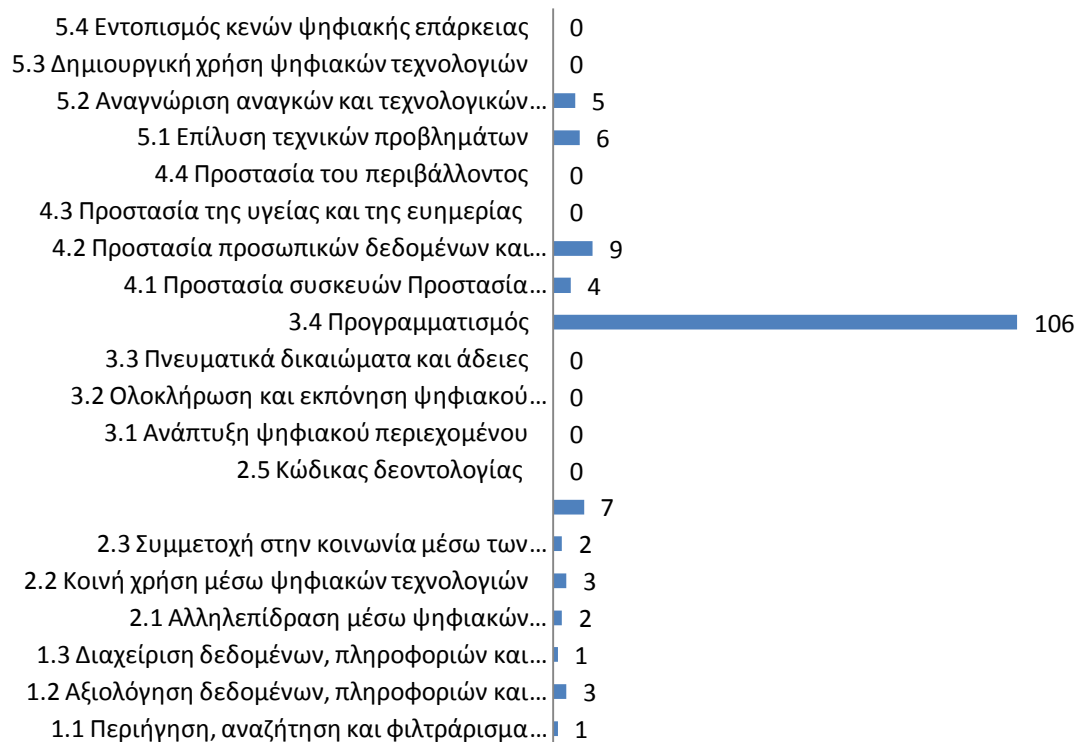 5.4 Εντοπισμός κενών ψηφιακής επάρκειας 0
5.3 Δημιουργική χρήση ψηφιακών τεχνολογιών 0
5.2 Αναγνώριση αναγκών και τεχνολογικών... 5
5.1 Επίλυση τεχνικών προβλημάτων 6
4.4 Προστασία του περιβάλλοντος 0
4.3 Προστασία της υγείας και της ευημερίας 0
4.2 Προστασία προσωπικών δεδομένων και... 9
4.1 Προστασία συσκευών Προστασία... 4
3.4 Προγραμματισμός 106
3.3 Πνευματικά δικαιώματα και άδειες 0
3.2 Ολοκλήρωση και εκπόνηση ψηφιακού... 0
3.1 Ανάπτυξη ψηφιακού περιεχομένου 0
2.5 Κώδικας δεοντολογίας 0
7
2.3 Συμμετοχή στην κοινωνία μέσω των... 2
2.2 Κοινή χρήση μέσω ψηφιακών τεχνολογιών 3
2.1 Αλληλεπίδραση μέσω ψηφιακών... 2
1.3 Διαχείριση δεδομένων, πληροφοριών και... 1
1.2 Αξιολόγηση δεδομένων, πληροφοριών και... 3
1.1 Περιήγηση, αναζήτηση και φιλτράρισμα... 1